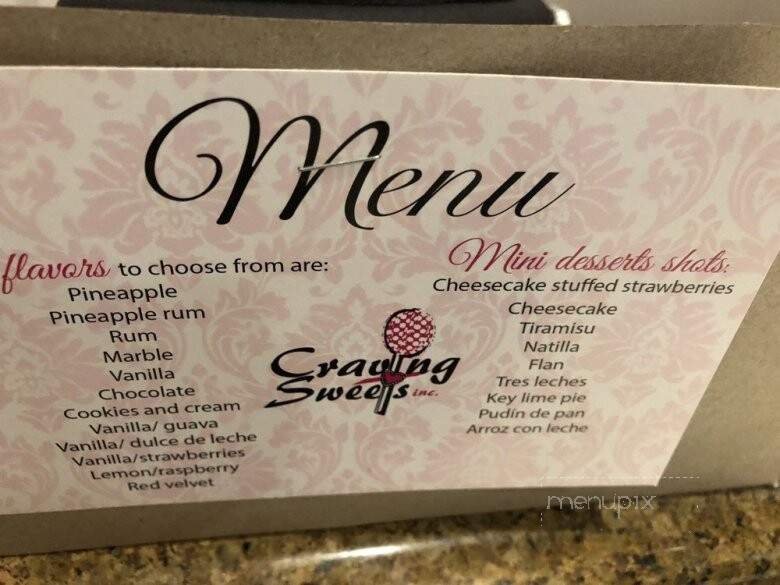 Menu
flavors to choose from are:
Pineapple
Pineapple rum
Rum
Marble
Vanilla
Chocolate
Cookies and cream
Vanilla/ guava
Vanilla/ dulce de leche
Vanilla/strawberries
Lemon/raspberry
Red velvet
Craving
Sweets inc.
Mini desserts shots:
Cheesecake stuffed strawberries
Cheesecake
Tiramisu
Natilla
Flan
Tres leches
Key lime pie
Pudín de pan
Arroz con leche
menupix